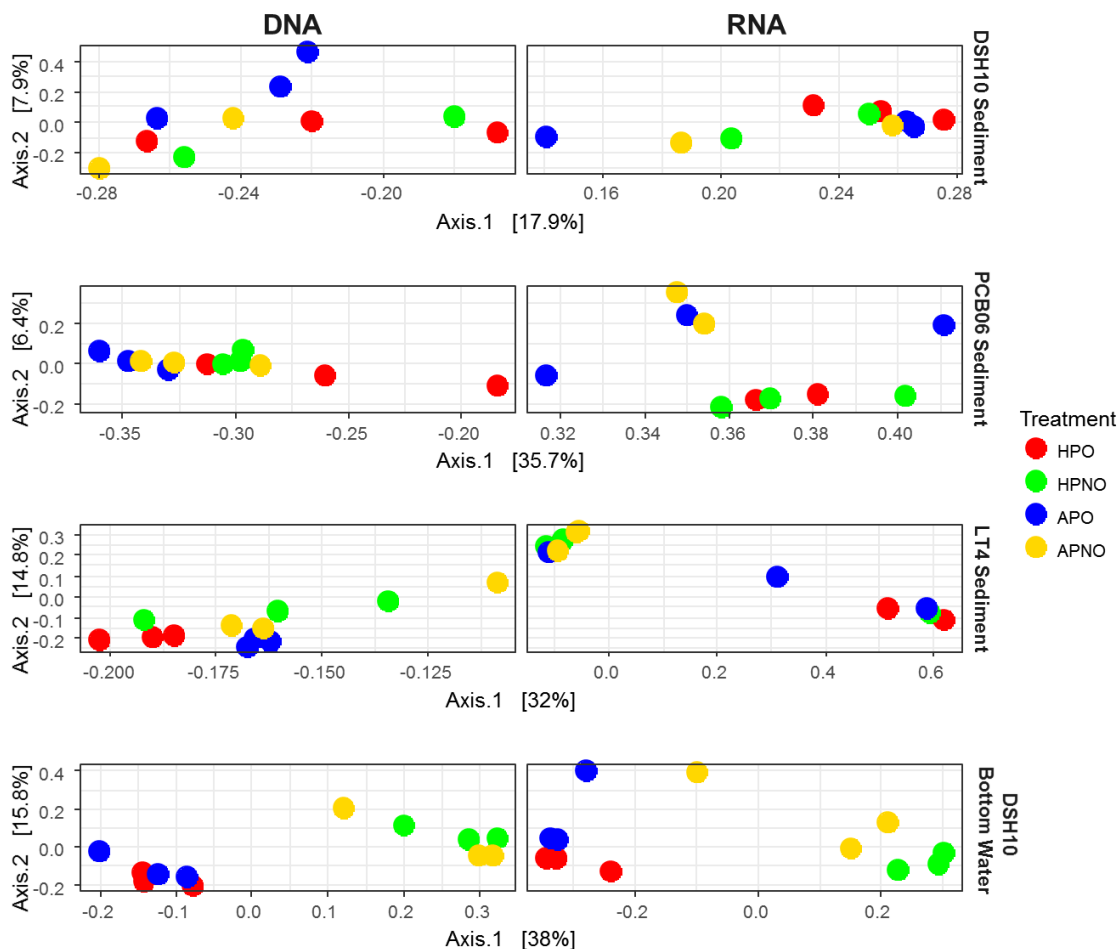 DNA RNA
Axis.2 [7.9%]
0.4
0.2
0.0
-0.2
-0.28 -0.24 -0.20
0.16 0.20 0.24 0.28
Axis.1 [17.9%]
DSH10 Sediment
Axis.2 [6.4%]
0.2
0.0
-0.2
-0.35 -0.30 -0.25 -0.20
0.32 0.34 0.36 0.38 0.40
Axis.1 [35.7%]
PCB06 Sediment
Axis.2 [14.8%]
0.3
0.2
0.1
0.0
-0.1
-0.2
-0.200 -0.175 -0.150 -0.125
0.0 0.2 0.4 0.6
Axis.1 [32%]
LT4 Sediment
Axis.2 [15.8%]
0.4
0.2
0.0
-0.2
-0.2 -0.1 0.0 0.1 0.2 0.3
-0.2 0.0 0.2
Axis.1 [38%]
DSH10
Bottom Water
Treatment
HPO
HPNO
APO
APNO